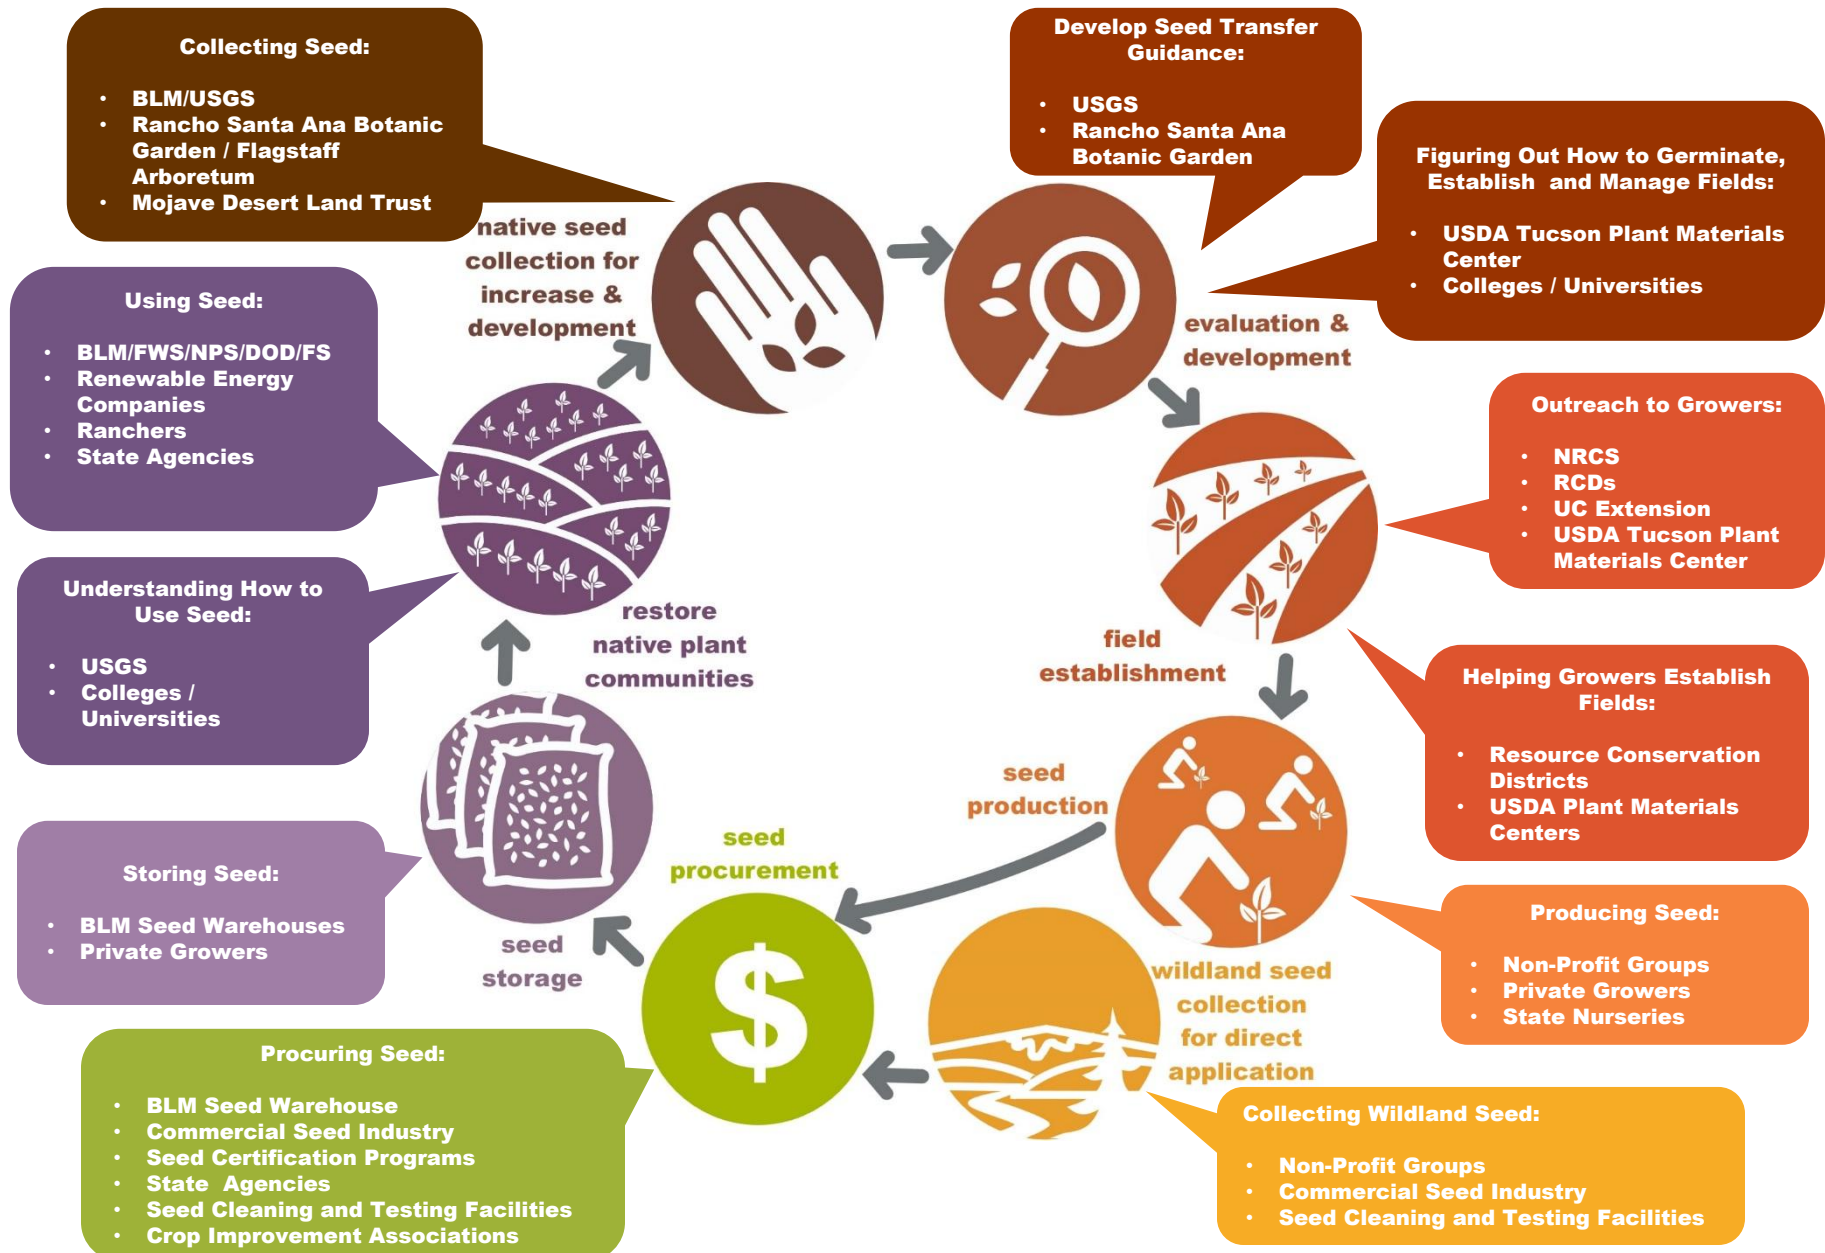 Collecting Seed:
• BLM/USGS
• Rancho Santa Ana Botanic
Garden / Flagstaff
Arboretum
• Mojave Desert Land Trust
Develop Seed Transfer
Guidance:
• USGS
• Rancho Santa Ana
Botanic Garden
Figuring Out How to Germinate,
Establish and Manage Fields:
• USDA Tucson Plant Materials
Center
• Colleges / Universities
native seed
collection for
increase &
development
evaluation &
development
Using Seed:
• BLM/FWS/NPS/DOD/FS
• Renewable Energy
Companies
• Ranchers
• State Agencies
Outreach to Growers:
• NRCS
• RCDs
• UC Extension
• USDA Tucson Plant
Materials Center
Understanding How to
Use Seed:
• USGS
• Colleges /
Universities
restore
native plant
communities
field
establishment
Helping Growers Establish
Fields:
• Resource Conservation
Districts
• USDA Plant Materials
Centers
seed
production
seed
procurement
$
Storing Seed:
• BLM Seed Warehouses
• Private Growers
seed
storage
Producing Seed:
• Non-Profit Groups
• Private Growers
• State Nurseries
wildland seed
collection
for direct
application
Procuring Seed:
• BLM Seed Warehouse
• Commercial Seed Industry
• Seed Certification Programs
• State Agencies
• Seed Cleaning and Testing Facilities
• Crop Improvement Associations
Collecting Wildland Seed:
• Non-Profit Groups
• Commercial Seed Industry
• Seed Cleaning and Testing Facilities